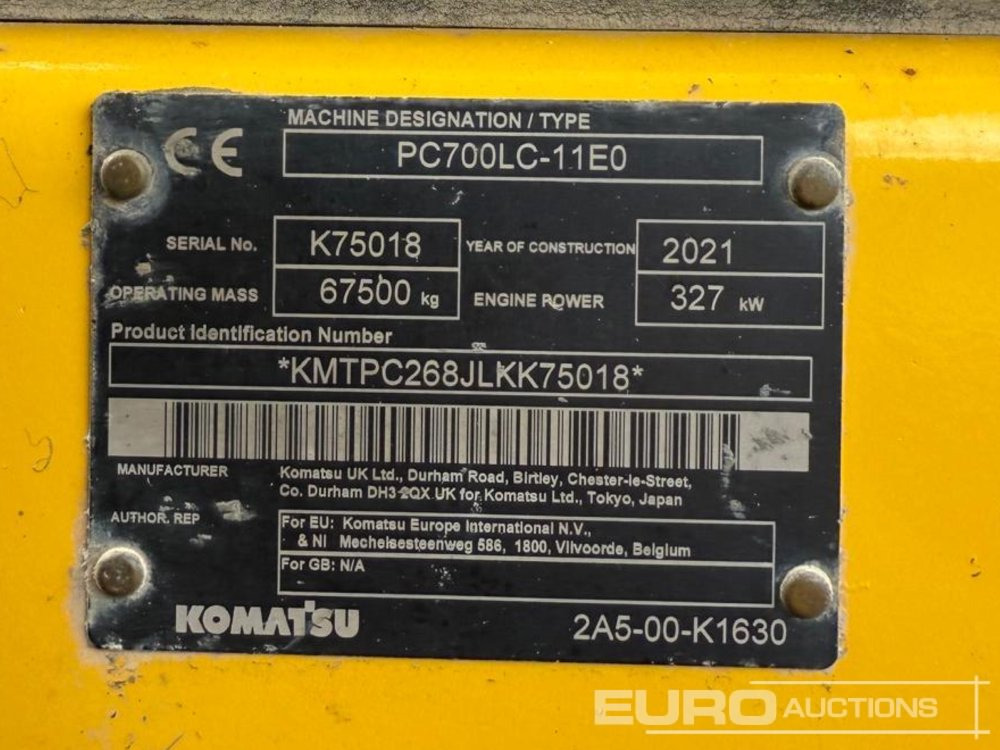 CE
MACHINE DESIGNATION / TYPE
PC700LC-11E0
SERIAL No. K75018 YEAR OF CONSTRUCTION 2021
OPERATING MASS 67500 kg ENGINE POWER 327 kW
Product Identification Number
*KMTPC268JLKK75018*
MANUFACTURER Komatsu UK Ltd., Durham Road, Birtley, Chester-le-Street,
Co. Durham DH3 2QX UK for Komatsu Ltd., Tokyo, Japan
AUTHOR. REP For EU: Komatsu Europe International N.V.,
& NI Mechelsesteenweg 586, 1800, Vilvoorde, Belgium
For GB: N/A
KOMATSU 2A5-00-K1630
EURO AUCTIONS